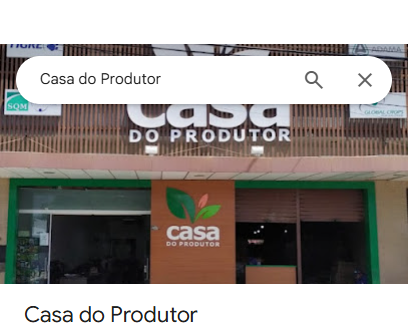 TIGRE
ADAMA
Casa do Produtor
SQM
GLOBAL CROPS
casa
DO PRODUTOR
casa
DO PRODUTOR
Casa do Produtor